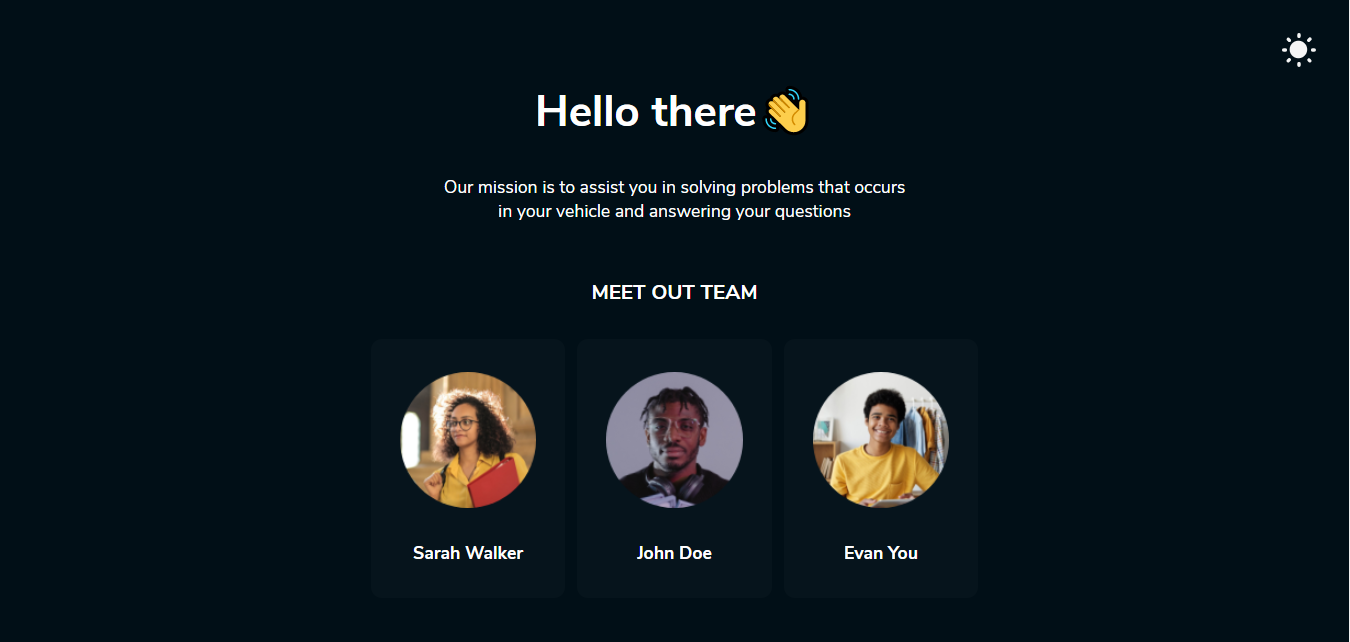 Hello there
Our mission is to assist you in solving problems that occurs
in your vehicle and answering your questions
MEET OUT TEAM
Sarah Walker
John Doe
Evan You